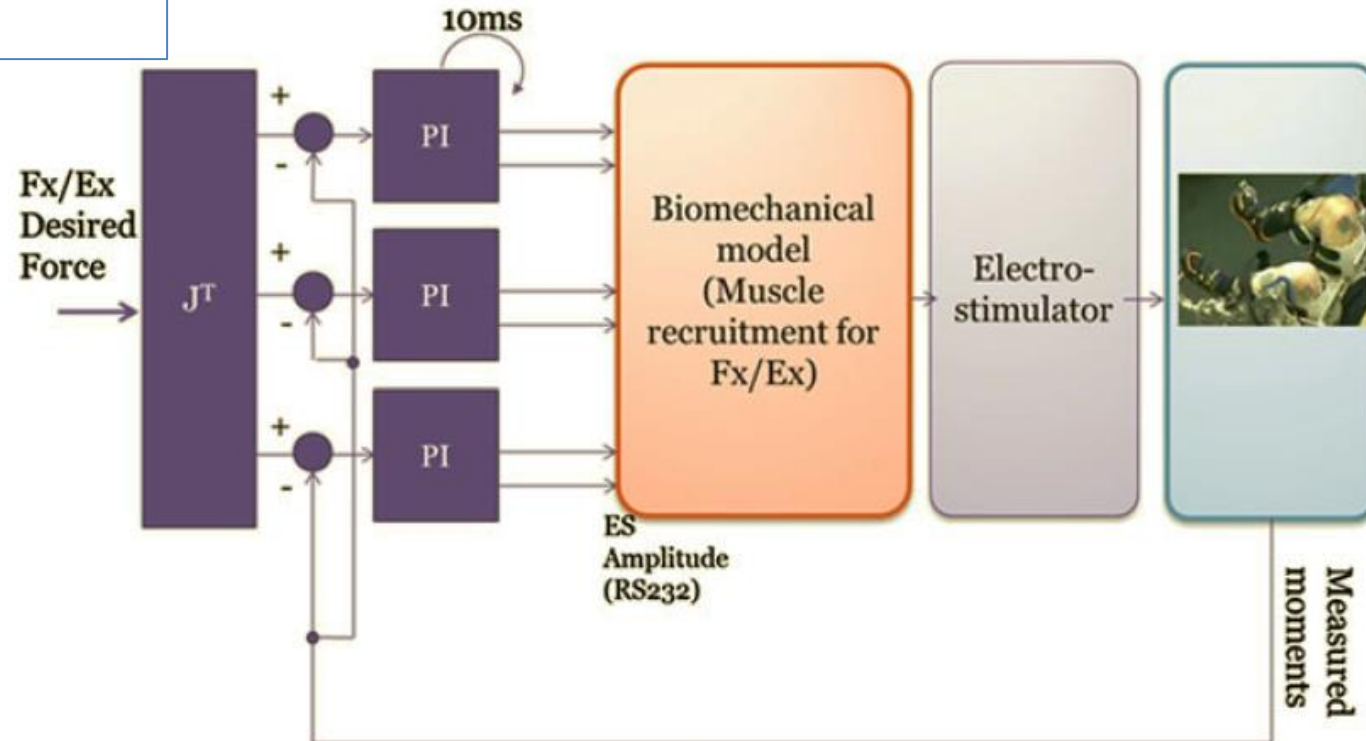 10ms
+
-
PI
Fx/Ex
Desired
Force
JT
+
-
PI
+
-
PI
Biomechanical
model
(Muscle
recruitment for
Fx/Ex)
Electro-
stimulator
ES
Amplitude
(RS232)
Measured
moments